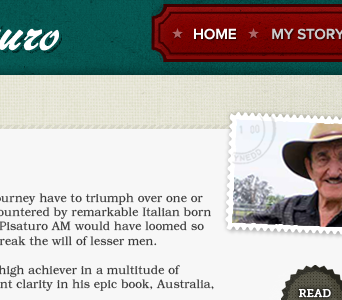 uro
HOME
MY STORY
ourney have to triumph over one or
ountered by remarkable Italian born
Pisaturo AM would have loomed so
reak the will of lesser men.
high achiever in a multitude of
nt clarity in his epic book, Australia,
READ